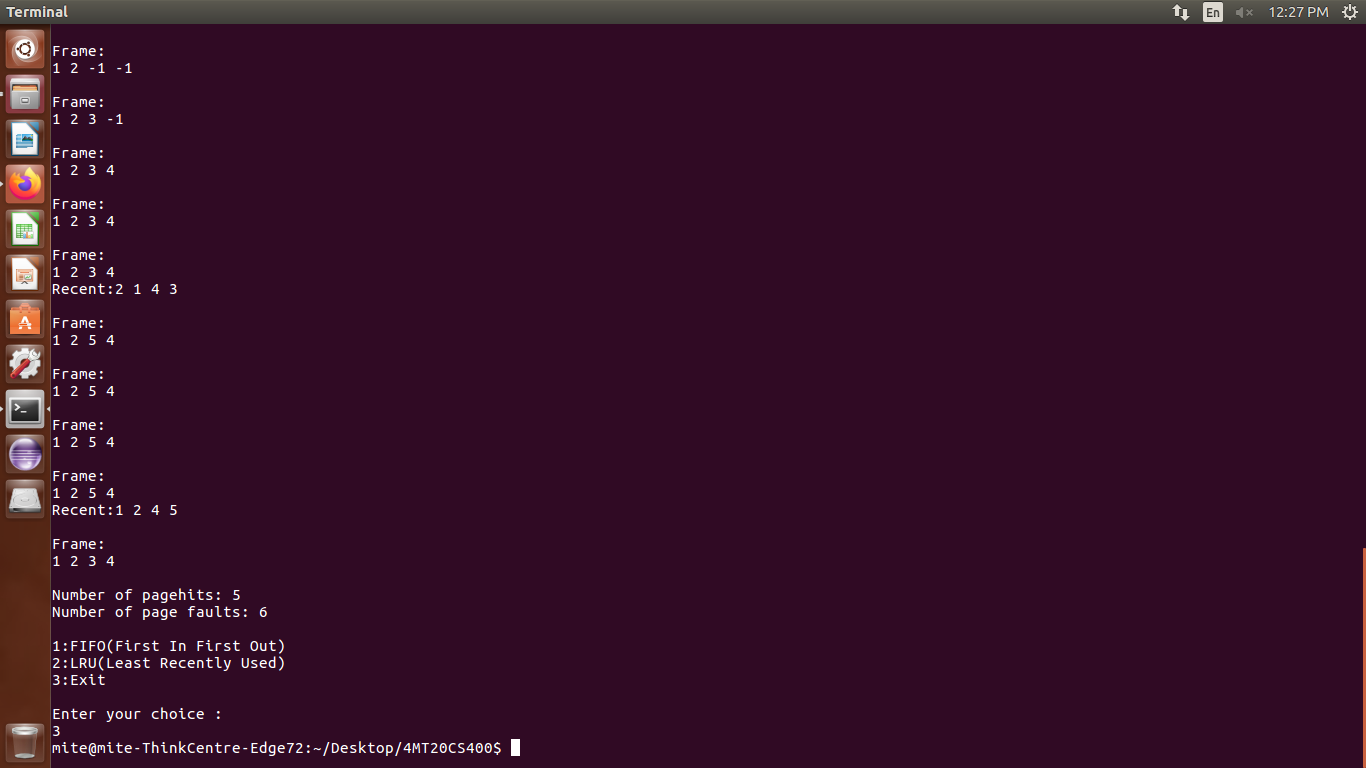 Terminal
En
12:27 PM
Frame:
1 2 -1 -1
Frame:
1 2 3 -1
Frame:
1 2 3 4
Frame:
1 2 3 4
Frame:
1 2 3 4
Recent:2 1 4 3
Frame:
1 2 5 4
Frame:
1 2 5 4
Frame:
1 2 5 4
Frame:
1 2 5 4
Recent:1 2 4 5
Frame:
1 2 3 4
Number of pagehits: 5
Number of page faults: 6
1:FIFO(First In First Out)
2:LRU(Least Recently Used)
3:Exit
Enter your choice :
3
mite@mite-ThinkCentre-Edge72:~/Desktop/4MT20CS400$